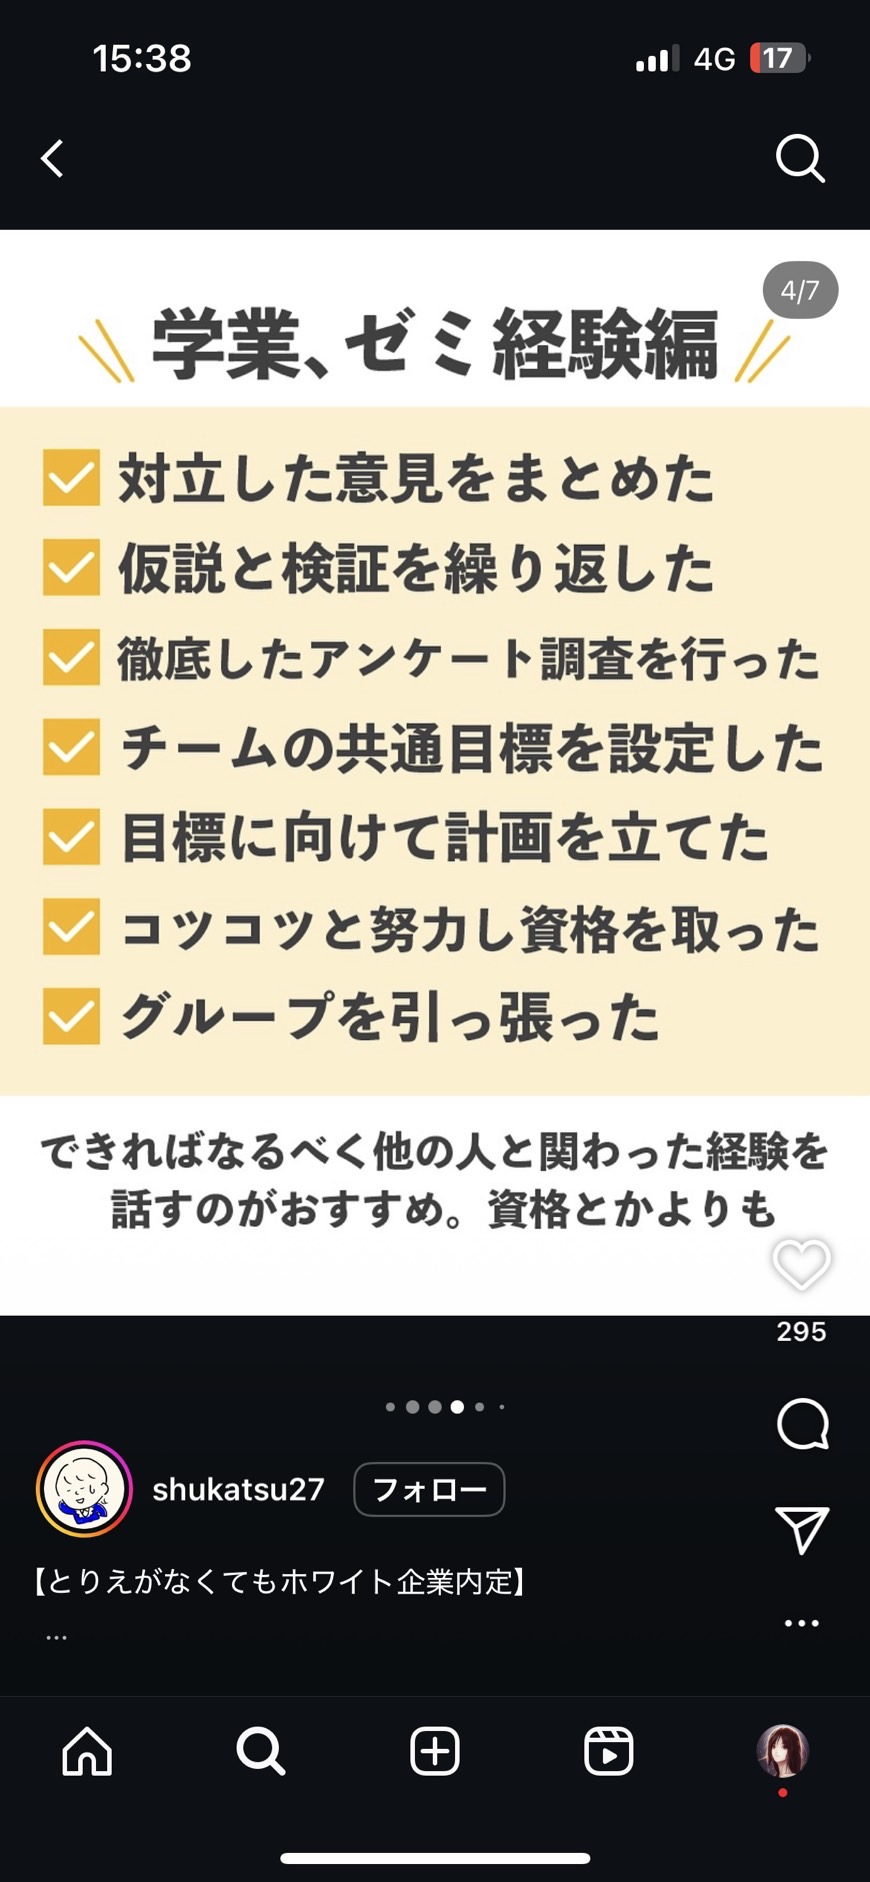 15:38
4G 17
4/7
学業、ゼミ経験編
対立した意見をまとめた
仮説と検証を繰り返した
徹底したアンケート調査を行った
チームの共通目標を設定した
目標に向けて計画を立てた
コツコツと努力し資格を取った
グループを引っ張った
できればなるべく他の人と関わった経験を
話すのがおすすめ。資格とかよりも
295
shukatsu27 フォロー
【とりえがなくてもホワイト企業内定】
...